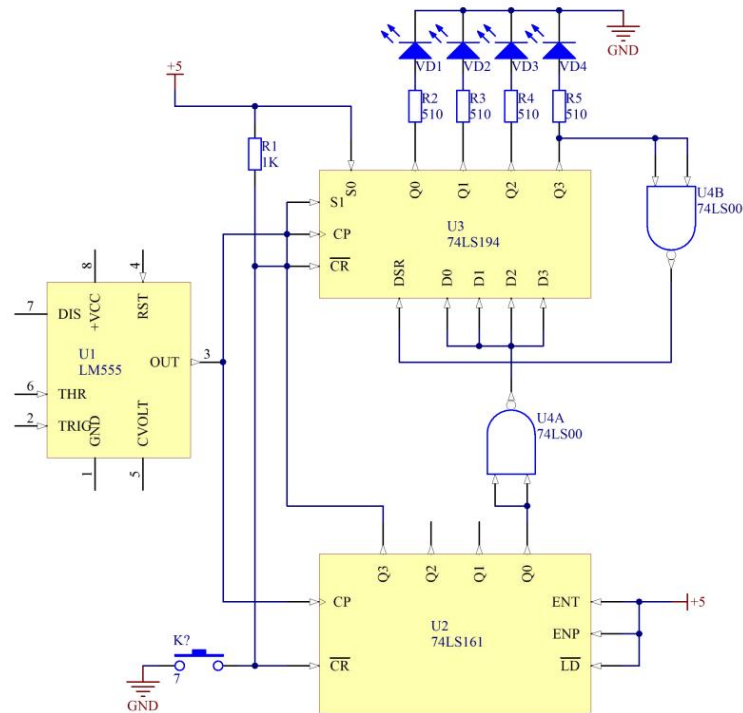 GND
VD1 VD2 VD3 VD4
+5
R2 R3 R4 R5
510 510 510 510
R1
1K
S0 Q0 Q1 Q2 Q3
U4B
74LS00
S1
U3
74LS194
CP
CR
DSR D0 D1 D2 D3
8 4
+VCC RST
7 DIS
U1
LM555
OUT 3
6 THR
2 TRIG
GND CVOLT
1 5
U4A
74LS00
Q3 Q2 Q1 Q0
CP
ENT
+5
U2
74LS161
ENP
K?
7
CR
LD
GND